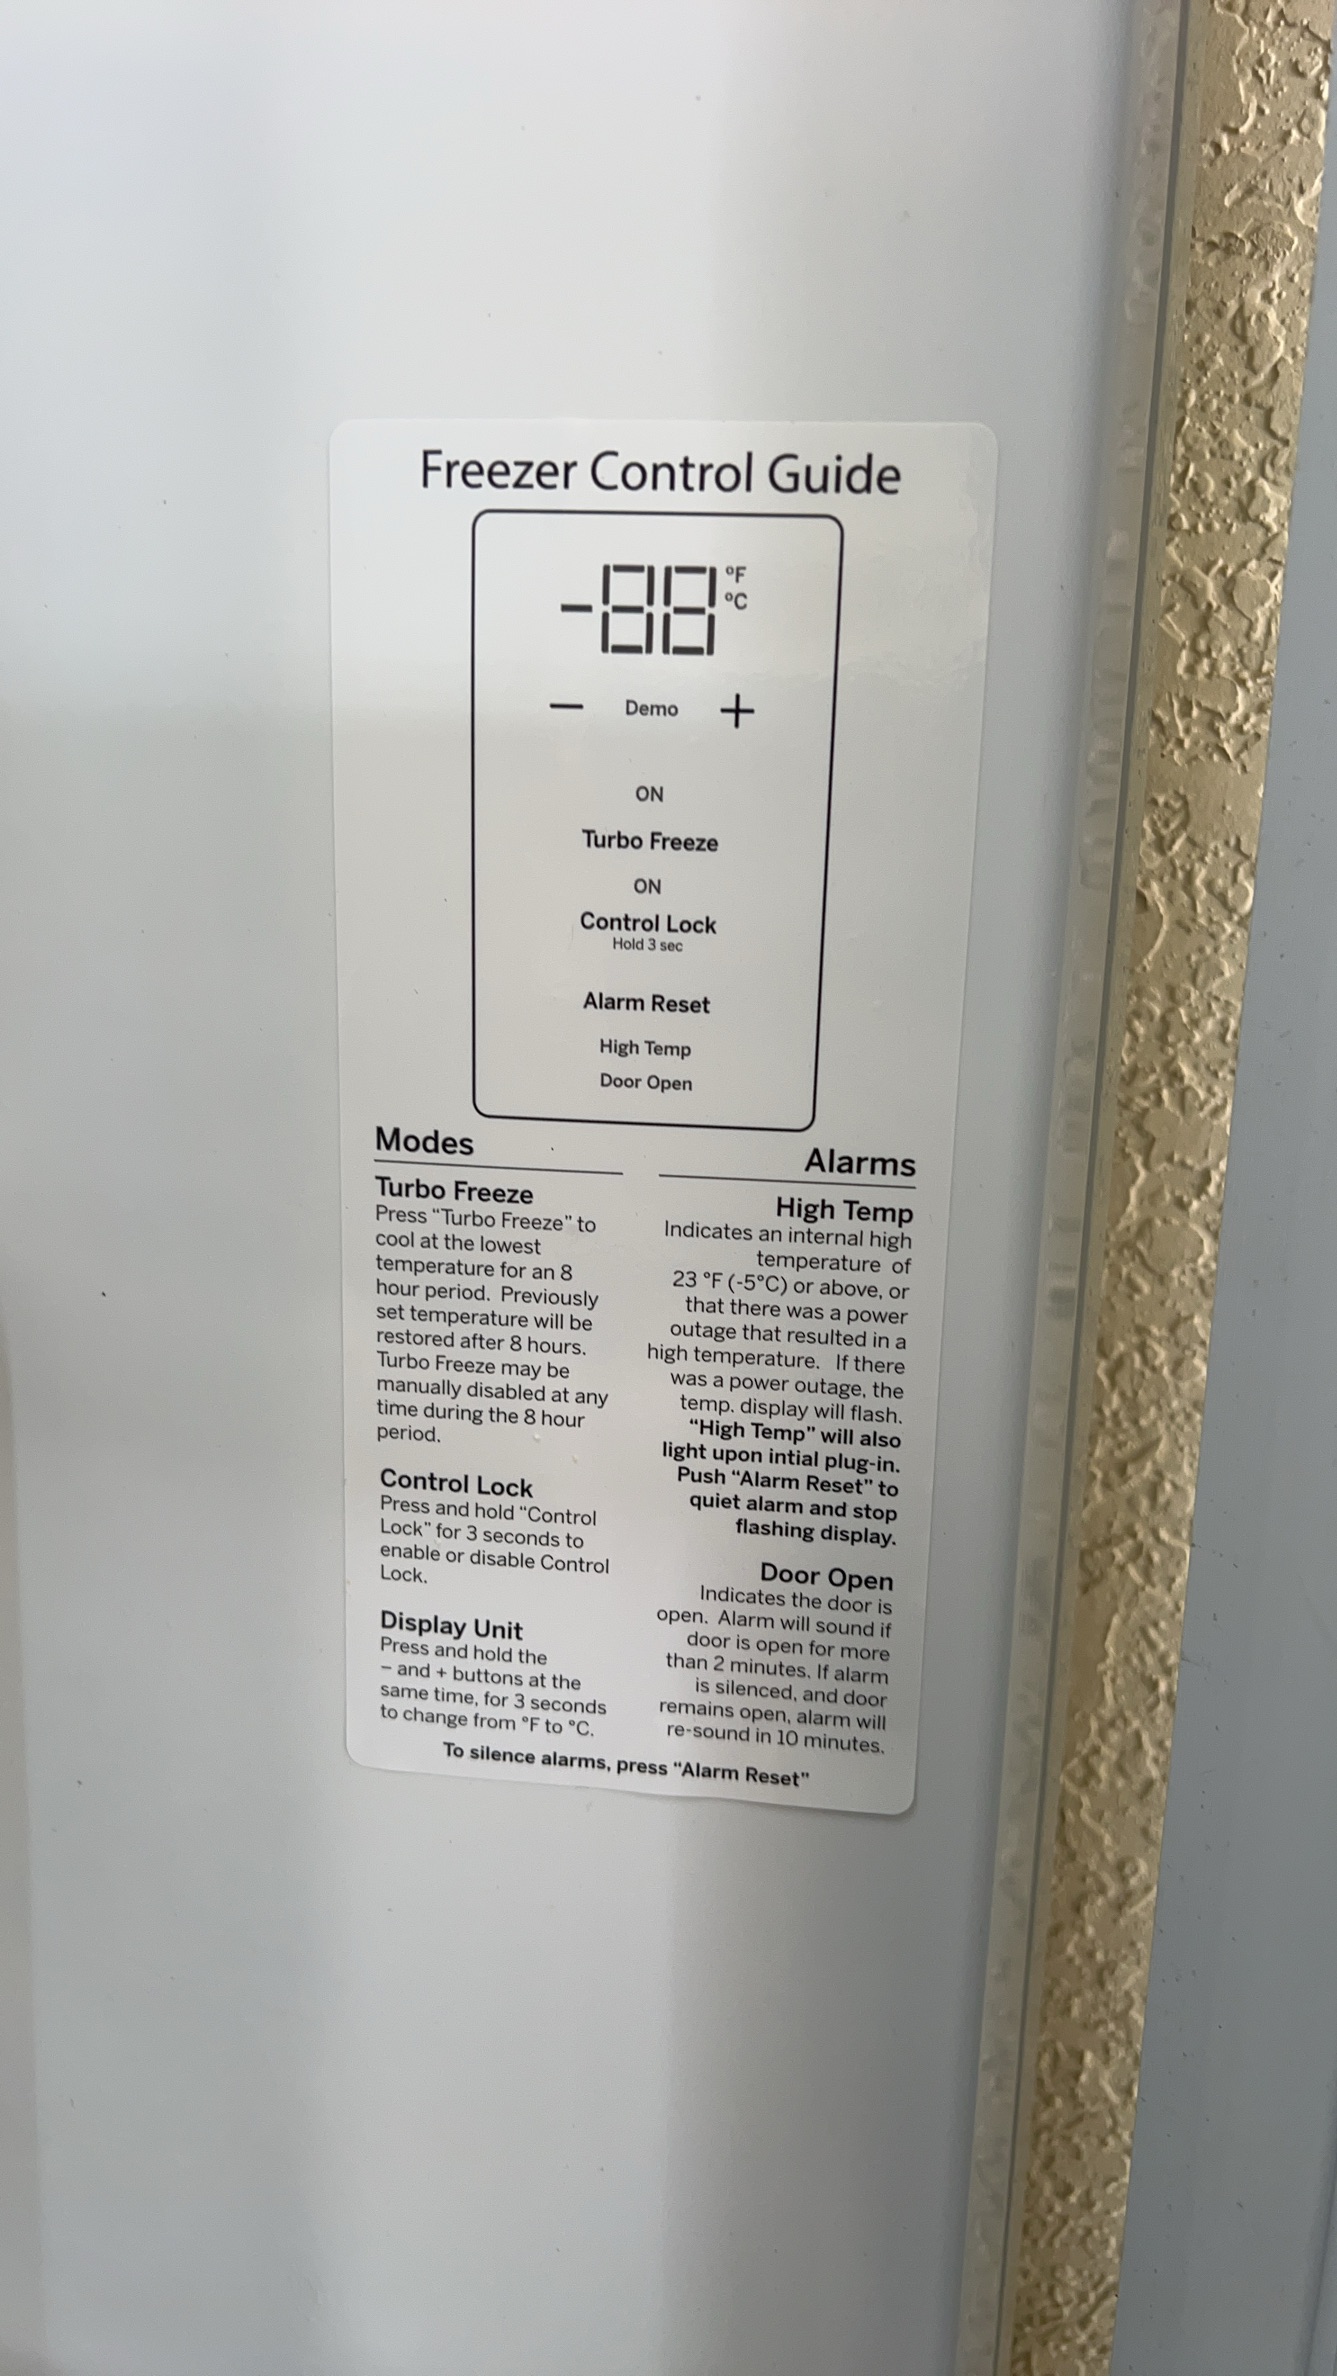 Freezer Control Guide
-88 °F
°C
− Demo +
ON
Turbo Freeze
ON
Control Lock
Hold 3 sec
Alarm Reset
High Temp
Door Open
Modes
Turbo Freeze
Press “Turbo Freeze” to
cool at the lowest
temperature for an 8
hour period. Previously
set temperature will be
restored after 8 hours.
Turbo Freeze may be
manually disabled at any
time during the 8 hour
period.
Control Lock
Press and hold “Control
Lock” for 3 seconds to
enable or disable Control
Lock.
Display Unit
Press and hold the
– and + buttons at the
same time, for 3 seconds
to change from °F to °C.
Alarms
High Temp
Indicates an internal high
temperature of
23 °F (-5°C) or above, or
that there was a power
outage that resulted in a
high temperature. If there
was a power outage, the
temp. display will flash.
“High Temp” will also
light upon intial plug-in.
Push “Alarm Reset” to
quiet alarm and stop
flashing display.
Door Open
Indicates the door is
open. Alarm will sound if
door is open for more
than 2 minutes. If alarm
is silenced, and door
remains open, alarm will
re-sound in 10 minutes.
To silence alarms, press “Alarm Reset”